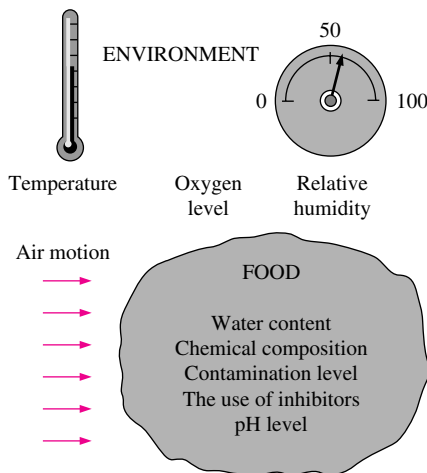 ENVIRONMENT
50
0
100
Temperature
Oxygen
level
Relative
humidity
Air motion
FOOD
Water content
Chemical composition
Contamination level
The use of inhibitors
pH level